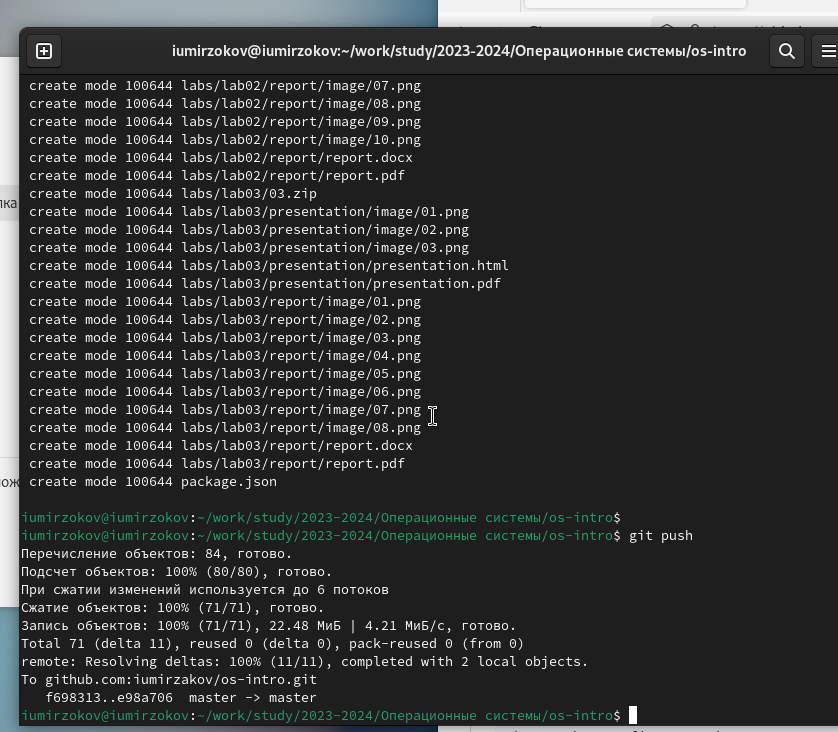 iumirzokov@iumirzokov:~/work/study/2023-2024/Операционные системы/os-intro
create mode 100644 labs/lab02/report/image/07.png
create mode 100644 labs/lab02/report/image/08.png
create mode 100644 labs/lab02/report/image/09.png
create mode 100644 labs/lab02/report/image/10.png
create mode 100644 labs/lab02/report/report.docx
create mode 100644 labs/lab02/report/report.pdf
create mode 100644 labs/lab03/03.zip
create mode 100644 labs/lab03/presentation/image/01.png
create mode 100644 labs/lab03/presentation/image/02.png
create mode 100644 labs/lab03/presentation/image/03.png
create mode 100644 labs/lab03/presentation/presentation.html
create mode 100644 labs/lab03/presentation/presentation.pdf
create mode 100644 labs/lab03/report/image/01.png
create mode 100644 labs/lab03/report/image/02.png
create mode 100644 labs/lab03/report/image/03.png
create mode 100644 labs/lab03/report/image/04.png
create mode 100644 labs/lab03/report/image/05.png
create mode 100644 labs/lab03/report/image/06.png
create mode 100644 labs/lab03/report/image/07.png
create mode 100644 labs/lab03/report/image/08.png
create mode 100644 labs/lab03/report/report.docx
create mode 100644 labs/lab03/report/report.pdf
create mode 100644 package.json
iumirzokov@iumirzokov:~/work/study/2023-2024/Операционные системы/os-intro$
iumirzokov@iumirzokov:~/work/study/2023-2024/Операционные системы/os-intro$ git push
Перечисление объектов: 84, готово.
Подсчет объектов: 100% (80/80), готово.
При сжатии изменений используется до 6 потоков
Сжатие объектов: 100% (71/71), готово.
Запись объектов: 100% (71/71), 22.48 МиБ | 4.21 МиБ/с, готово.
Total 71 (delta 11), reused 0 (delta 0), pack-reused 0 (from 0)
remote: Resolving deltas: 100% (11/11), completed with 2 local objects.
To github.com:iumirzakov/os-intro.git
f698313..e98a706  master -> master
iumirzokov@iumirzokov:~/work/study/2023-2024/Операционные системы/os-intro$